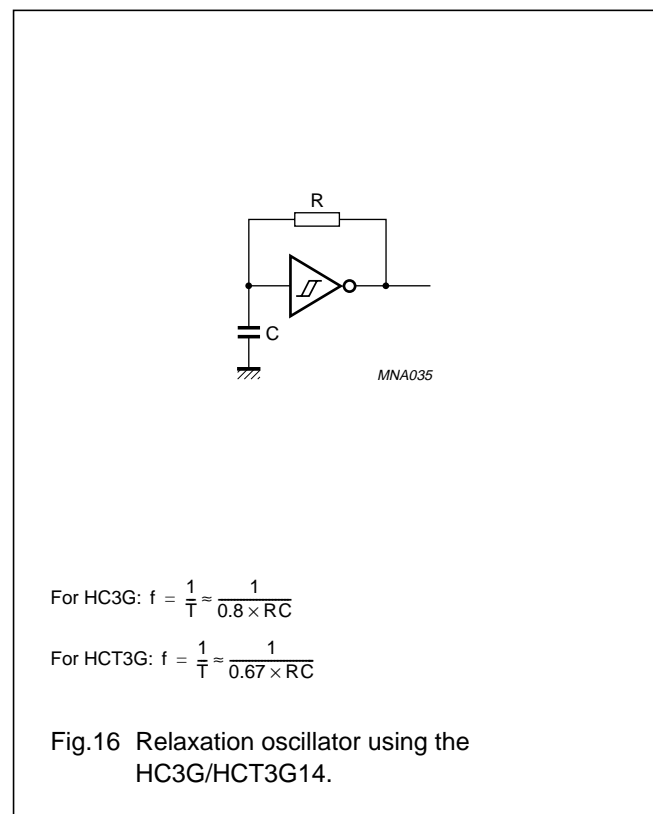 R
C
MNA035
For HC3G: f = 1/T ≈ 1/(0.8 × RC)
For HCT3G: f = 1/T ≈ 1/(0.67 × RC)
Fig.16 Relaxation oscillator using the
HC3G/HCT3G14.